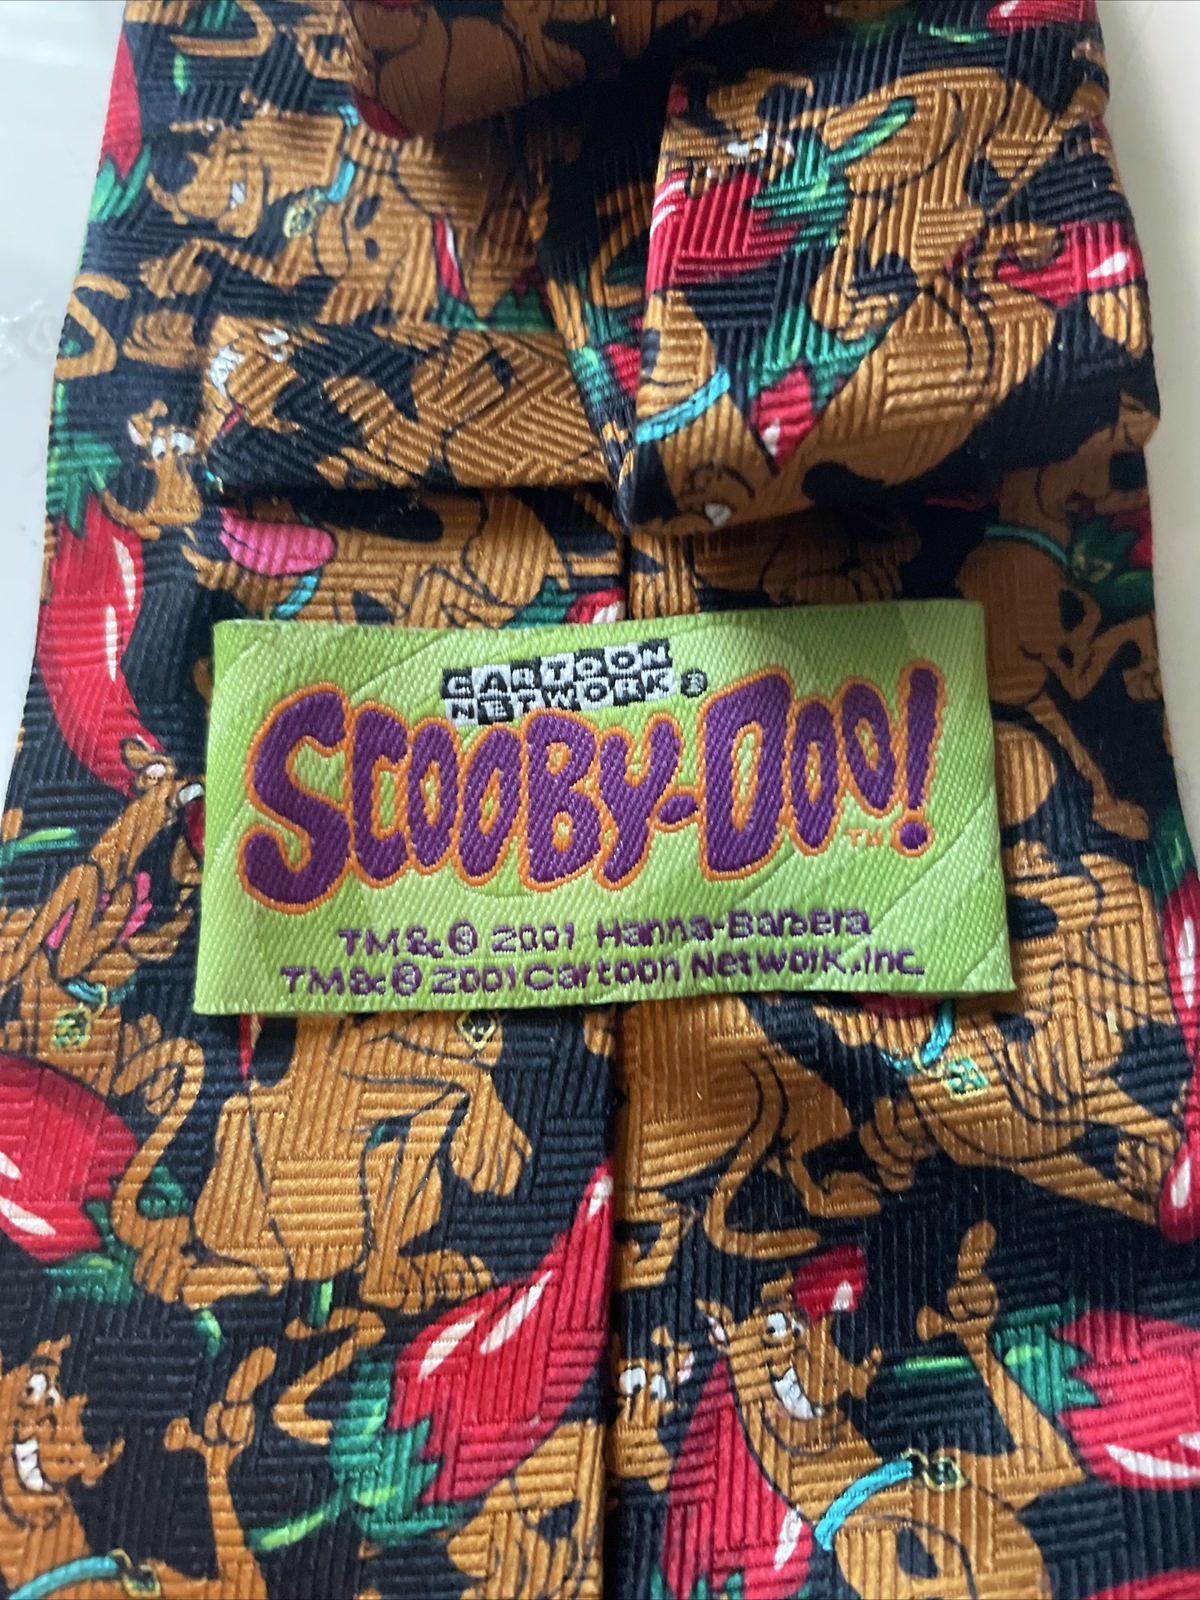 CARTOON
NETWORK®
SCOOBY-DOO!
TM
TM&© 2001 Hanna-Barbera
TM&© 2001 Cartoon Network, Inc